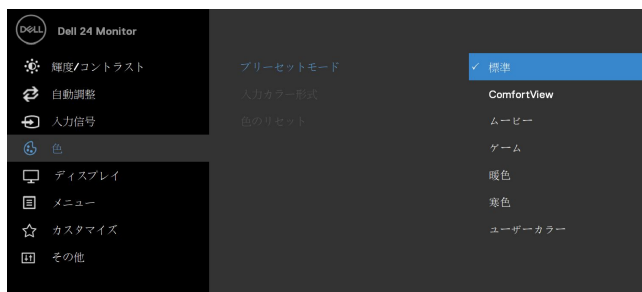 DELL Dell 24 Monitor
輝度/コントラスト
自動調整
入力信号
色
ディスプレイ
メニュー
カスタマイズ
その他
プリーセットモード
入力カラー形式
色のリセット
✓ 標準
ComfortView
ムービー
ゲーム
暖色
寒色
ユーザーカラー